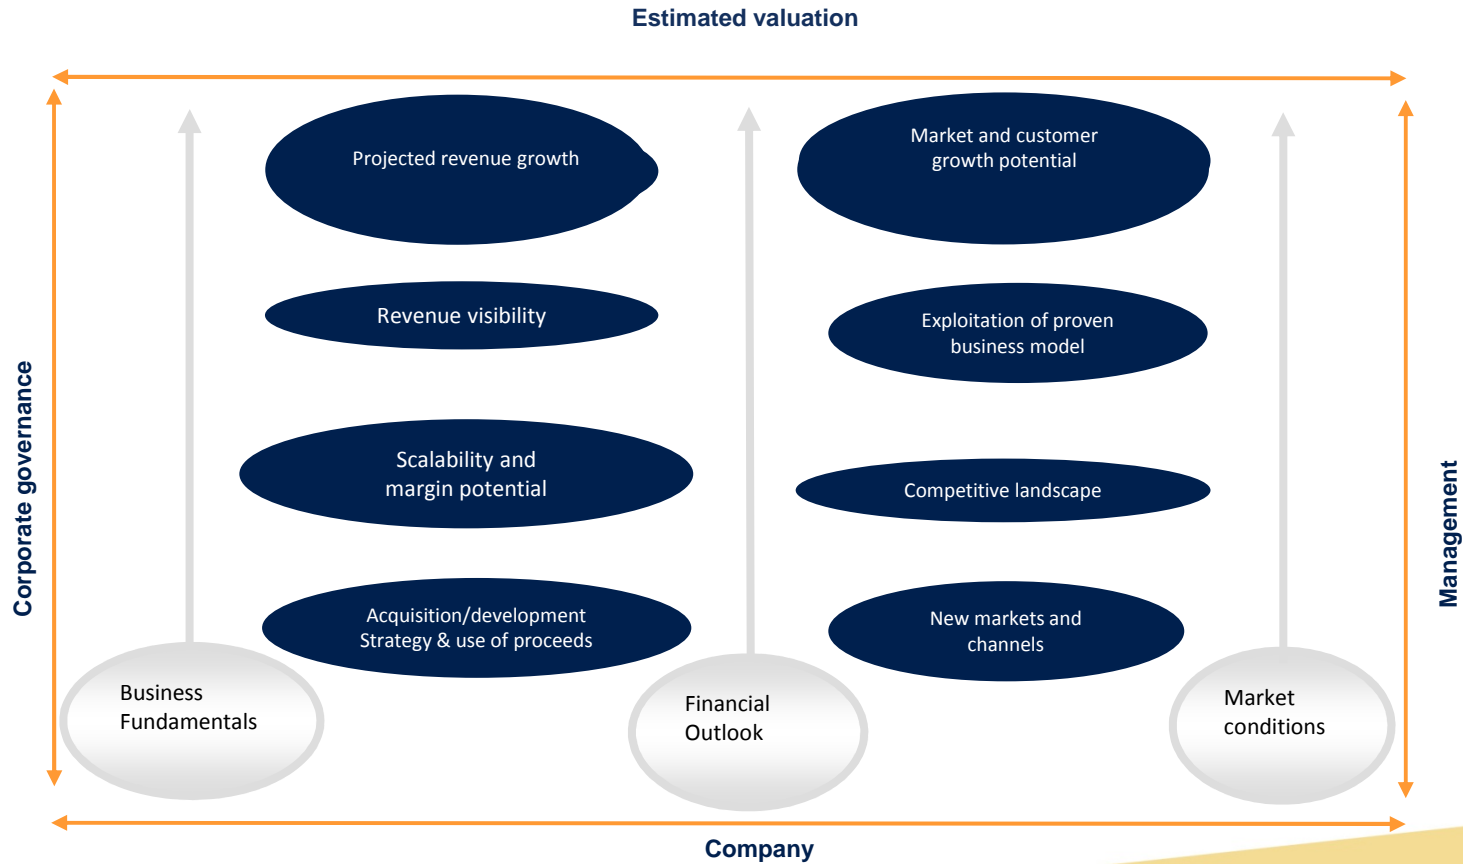 Estimated valuation
Projected revenue growth
Market and customer
growth potential
Revenue visibility
Exploitation of proven
business model
Corporate governance
Scalability and
margin potential
Competitive landscape
Management
Acquisition/development
Strategy & use of proceeds
New markets and
channels
Business
Fundamentals
Financial
Outlook
Market
conditions
Company